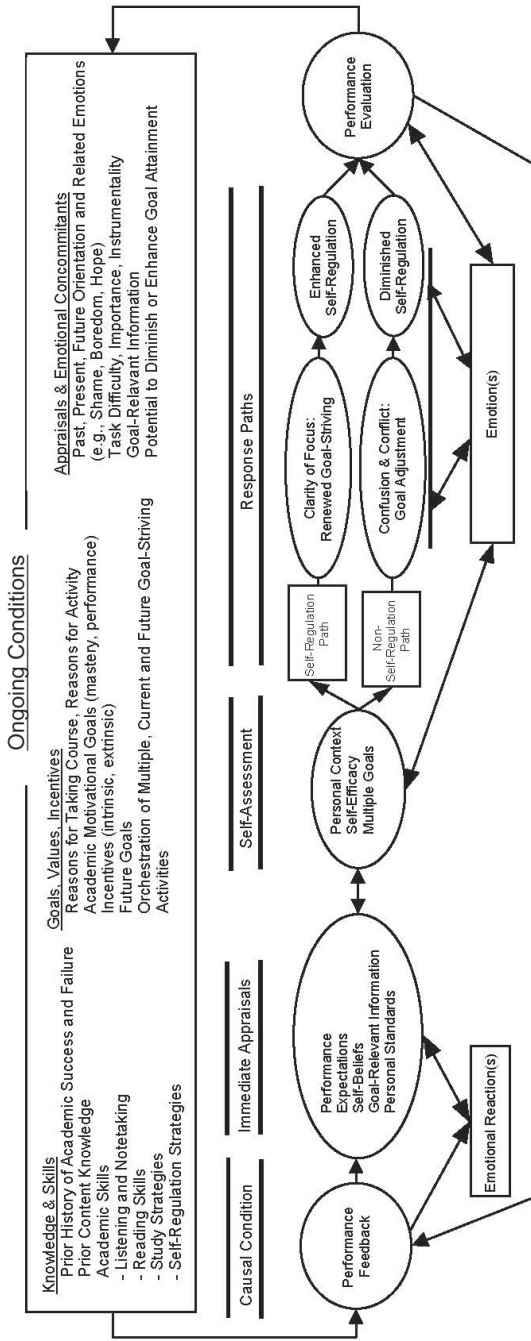 Ongoing Conditions
Knowledge & Skills
Prior History of Academic Success and Failure
Prior Content Knowledge
Academic Skills
- Listening and Notetaking
- Reading Skills
- Study Strategies
- Self-Regulation Strategies
Goals, Values, Incentives
Reasons for Taking Course, Reasons for Activity
Academic Motivational Goals (mastery, performance)
Incentives (intrinsic, extrinsic)
Future Goals
Orchestration of Multiple, Current and Future Goal-Striving
Activities
Appraisals & Emotional Concommitants
Past, Present, Future Orientation and Related Emotions
(e.g., Shame, Boredom, Hope)
Task Difficulty, Importance, Instrumentality
Goal-Relevant Information
Potential to Diminish or Enhance Goal Attainment
Causal Condition
Immediate Appraisals
Self-Assessment
Response Paths
Performance
Feedback
Performance
Expectations
Self-Beliefs
Goal-Relevant Information
Personal Standards
Emotional Reaction(s)
Personal Context
Self-Efficacy
Multiple Goals
Self-Regulation
Path
Non-
Self-Regulation
Path
Clarity of Focus:
Renewed Goal-Striving
Confusion & Conflict:
Goal Adjustment
Enhanced
Self-Regulation
Diminished
Self-Regulation
Emotion(s)
Performance
Evaluation